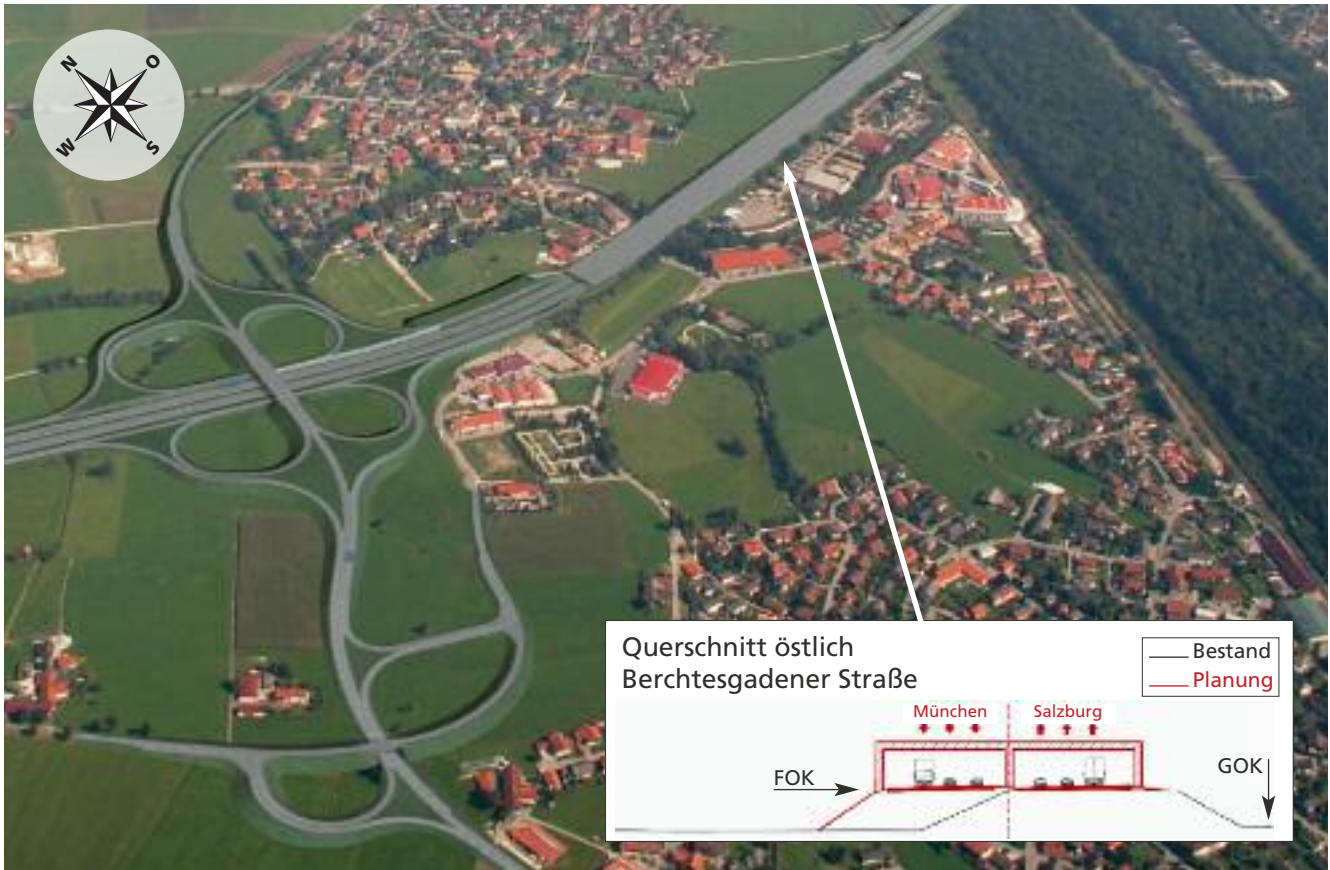 N
O
W
S
Querschnitt östlich
Berchtesgadener Straße
Bestand
Planung
München
Salzburg
FOK
GOK